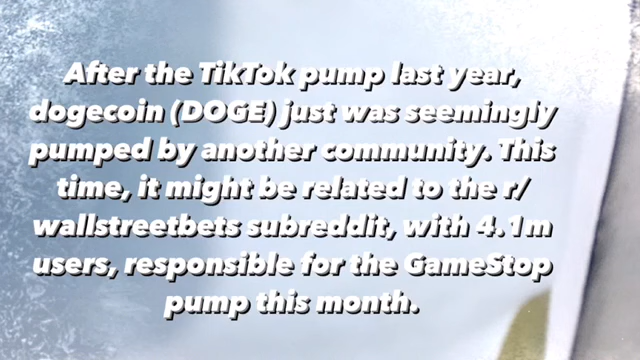 After the TikTok pump last year,
dogecoin (DOGE) just was seemingly
pumped by another community. This
time, it might be related to the r/
wallstreetbets subreddit, with 4.1m
users, responsible for the GameStop
pump this month.